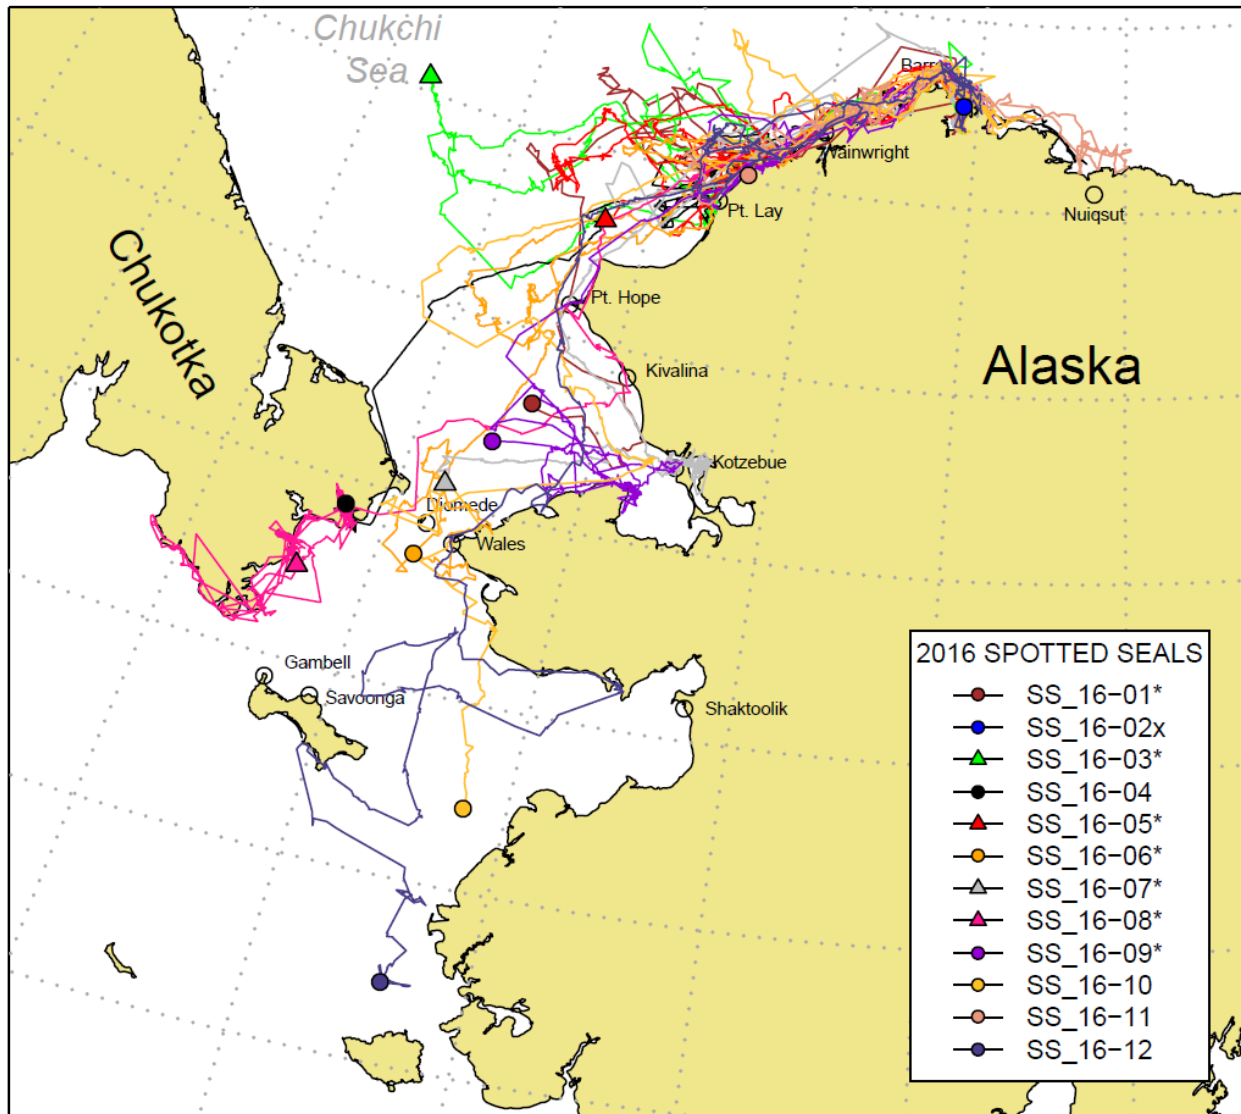 Chukchi
Sea
Wainwright
Pt. Lay
Nuiqsut
Chukotka
Pt. Hope
Kivalina
Alaska
Kotzebue
Diomede
Wales
Gambell
Savoonga
Shaktoolik
2016 SPOTTED SEALS
SS_16-01*
SS_16-02x
SS_16-03*
SS_16-04
SS_16-05*
SS_16-06*
SS_16-07*
SS_16-08*
SS_16-09*
SS_16-10
SS_16-11
SS_16-12